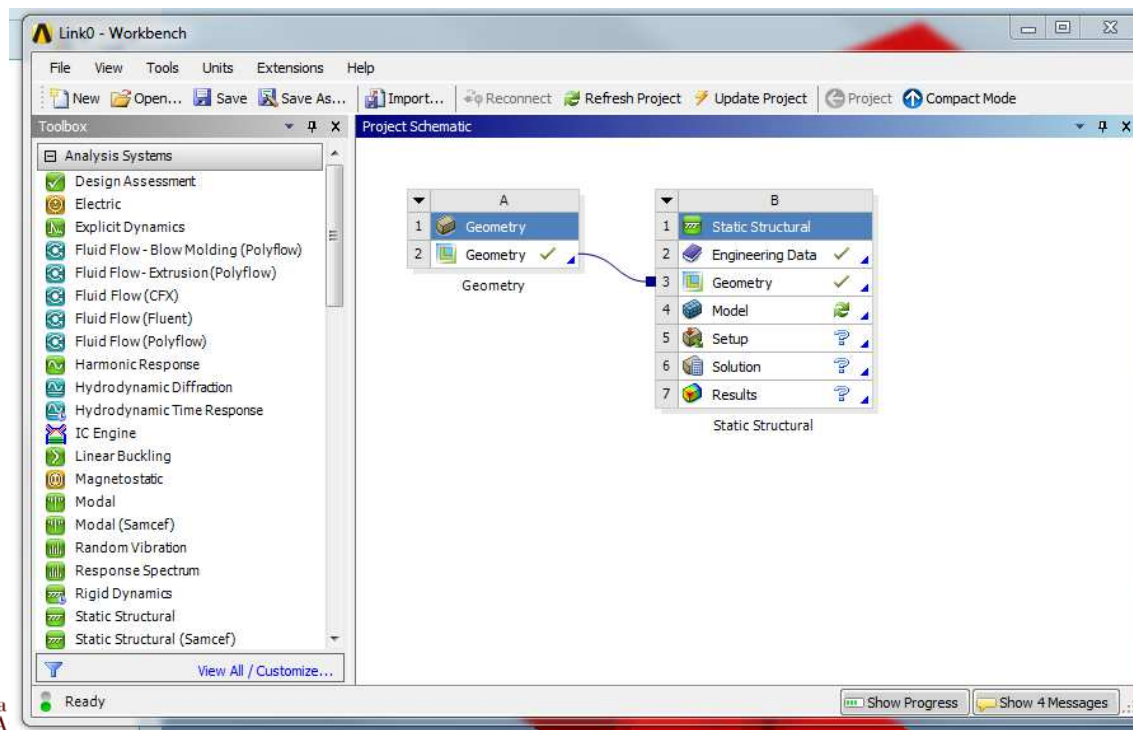 Link0 - Workbench
File View Tools Units Extensions Help
New Open... Save Save As... Import... Reconnect Refresh Project Update Project Project Compact Mode
Toolbox
Analysis Systems
Design Assessment
Electric
Explicit Dynamics
Fluid Flow - Blow Molding (Polyflow)
Fluid Flow - Extrusion (Polyflow)
Fluid Flow (CFX)
Fluid Flow (Fluent)
Fluid Flow (Polyflow)
Harmonic Response
Hydrodynamic Diffraction
Hydrodynamic Time Response
IC Engine
Linear Buckling
Magnetostatic
Modal
Modal (Samcef)
Random Vibration
Response Spectrum
Rigid Dynamics
Static Structural
Static Structural (Samcef)
View All / Customize...
Project Schematic
A
1 Geometry
2 Geometry
Geometry
B
1 Static Structural
2 Engineering Data
3 Geometry
4 Model
5 Setup
6 Solution
7 Results
Static Structural
Ready
Show Progress Show 4 Messages
a
A